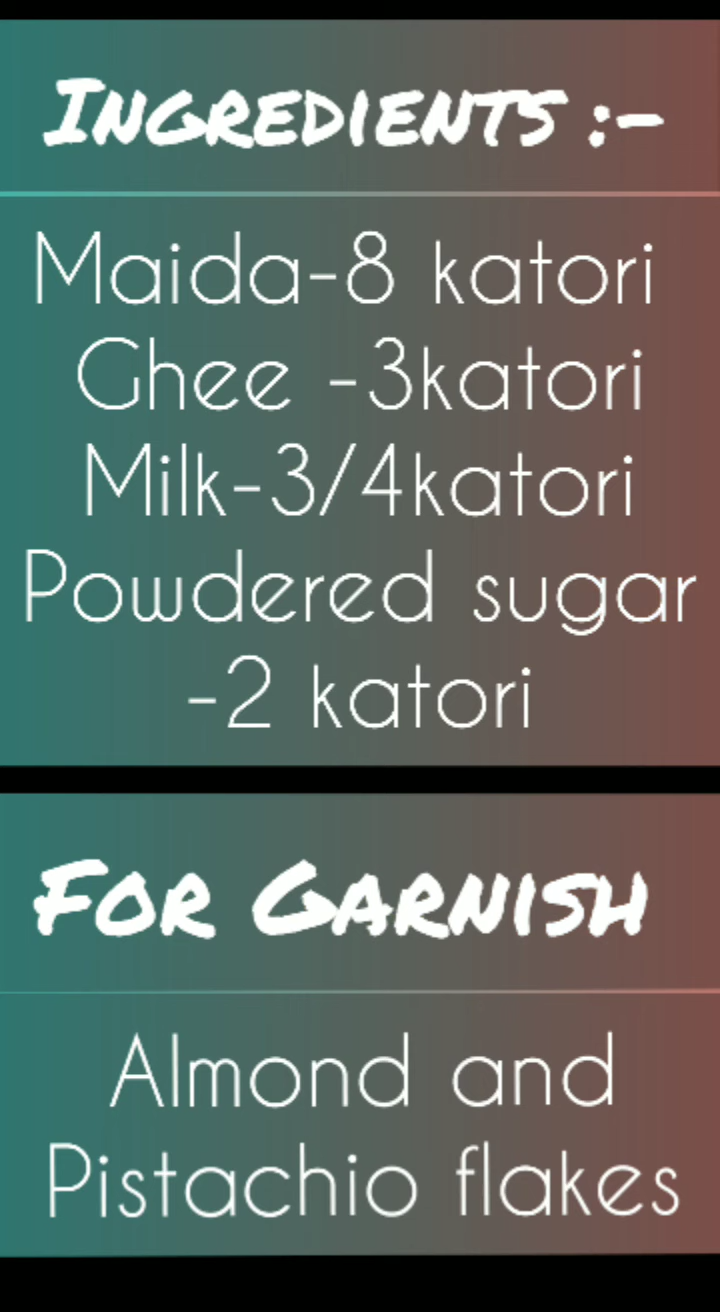 INGREDIENTS :-
Maida-8 katori
Ghee -3katori
Milk-3/4katori
Powdered sugar
-2 katori
FOR GARNISH
Almond and
Pistachio flakes